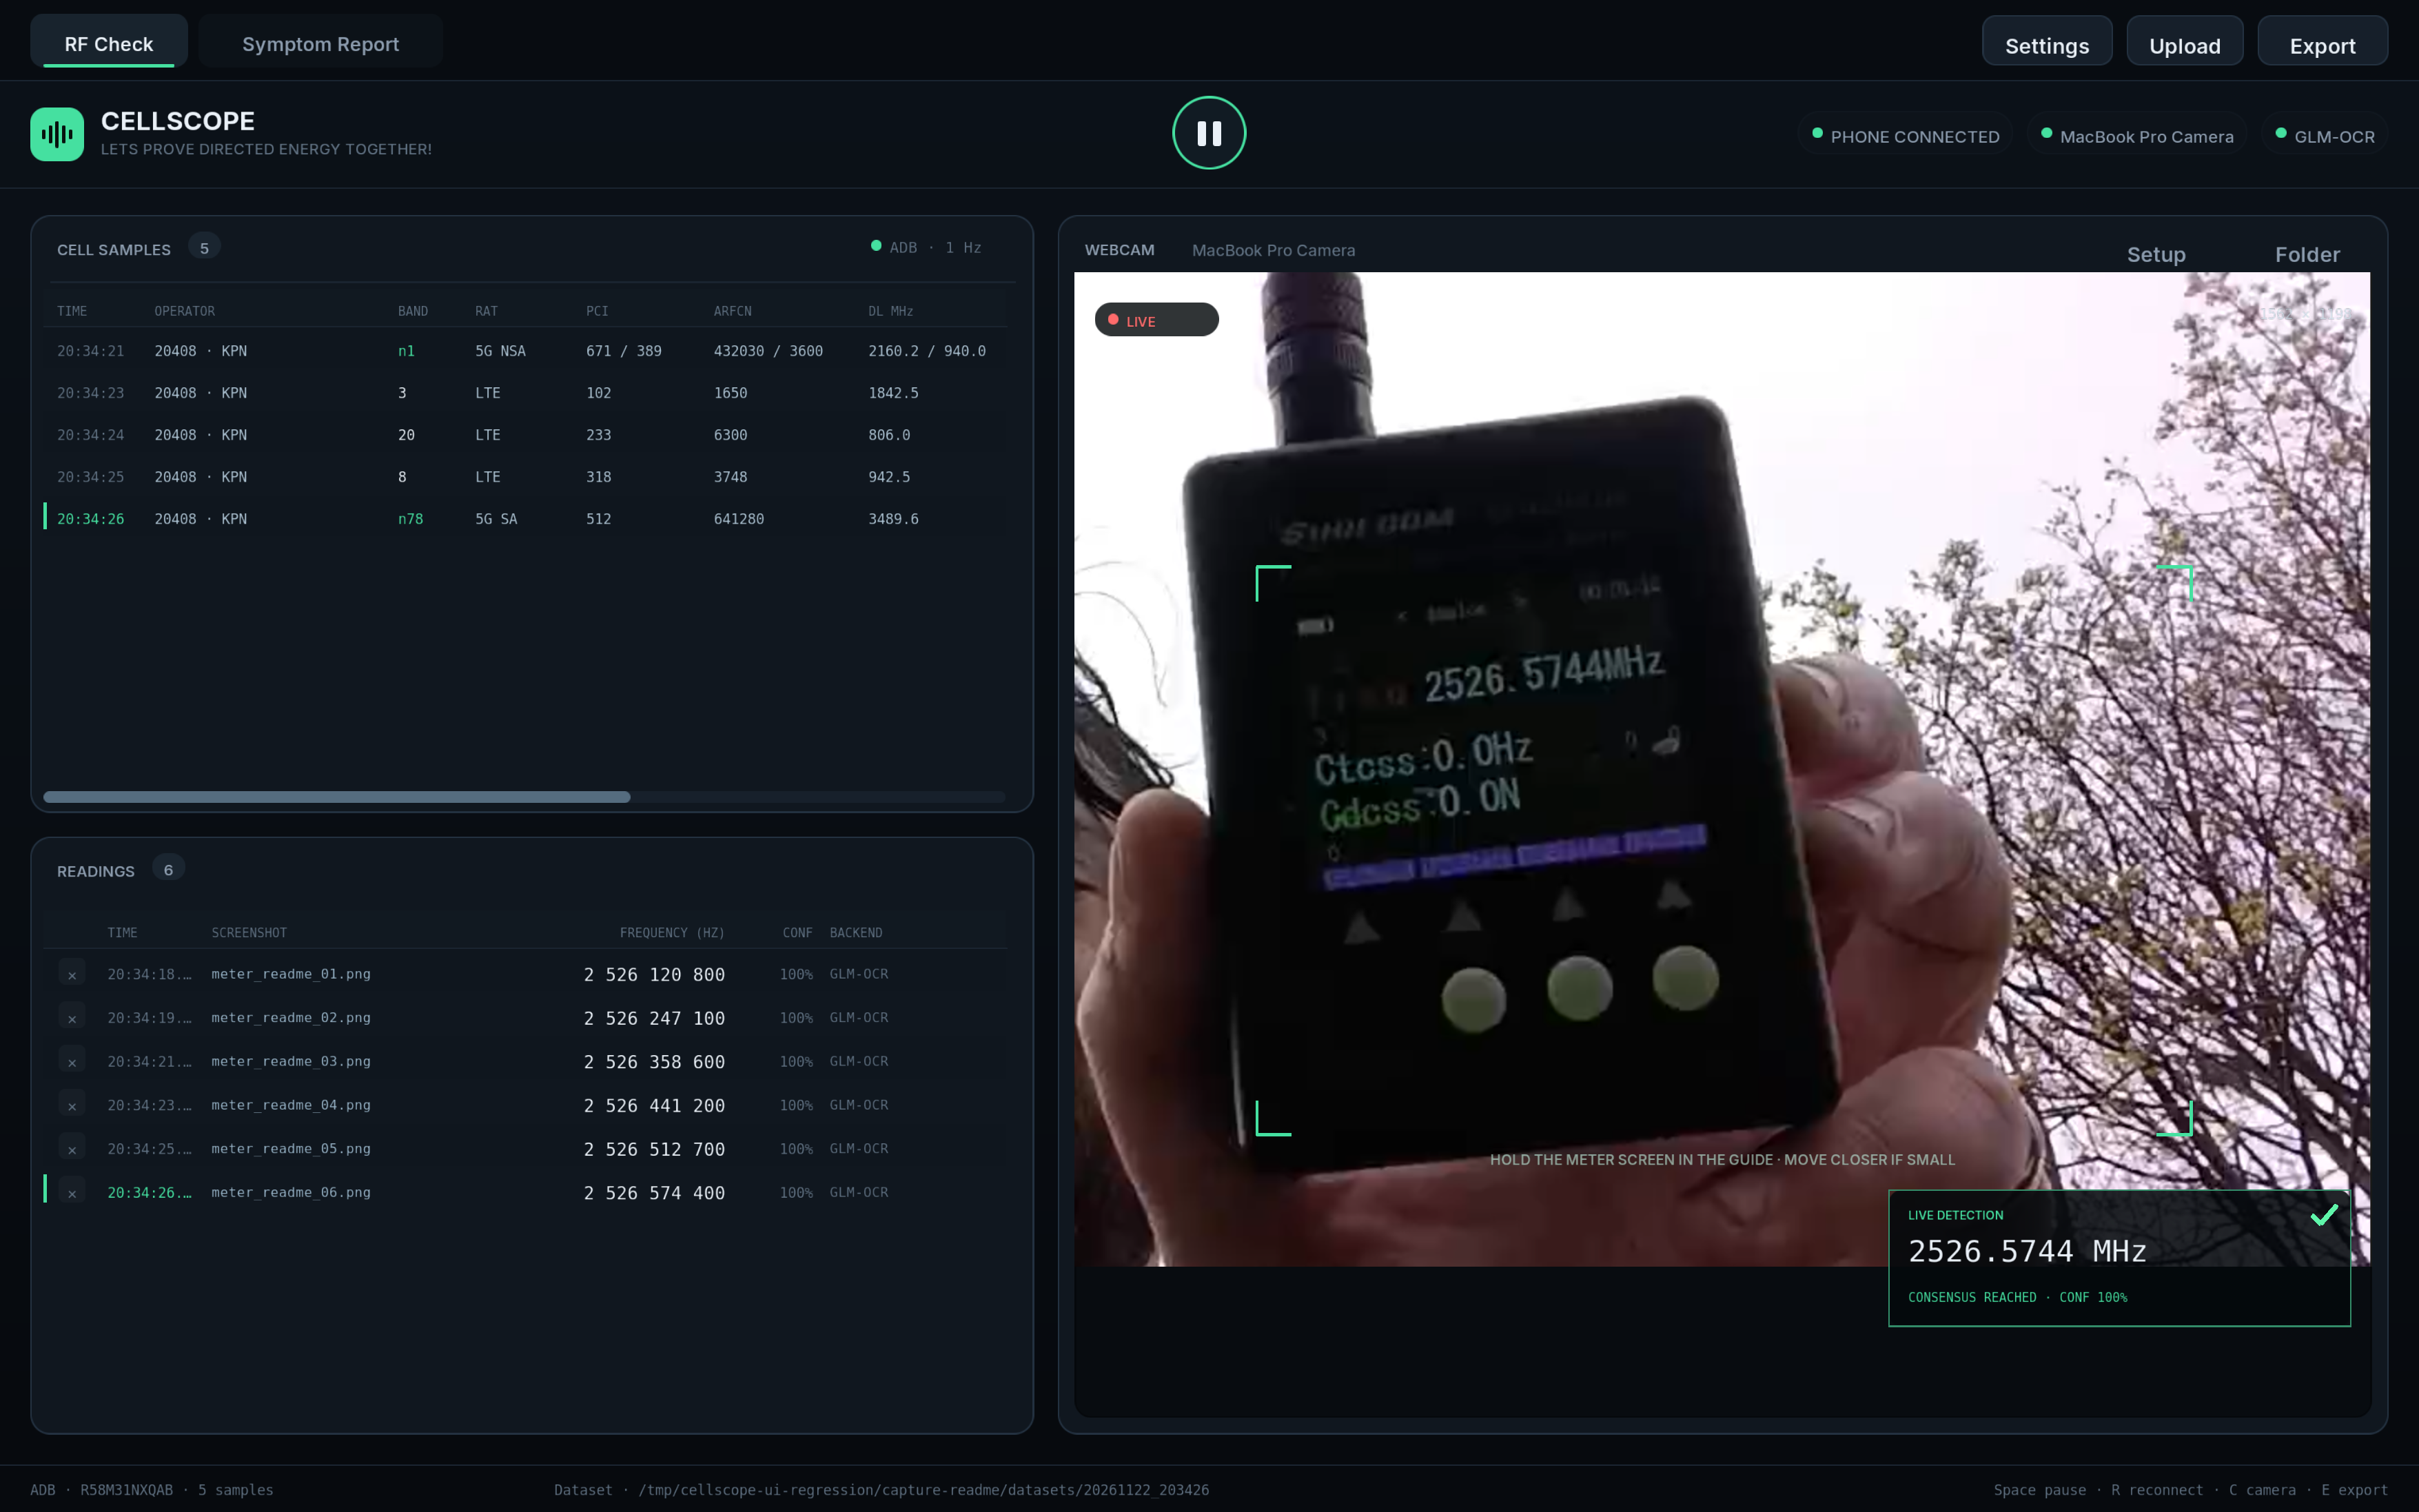 RF Check
Symptom Report
Settings
Upload
Export
CELLSCOPE
LETS PROVE DIRECTED ENERGY TOGETHER!
PHONE CONNECTED
MacBook Pro Camera
GLM-OCR
CELL SAMPLES 5
ADB · 1 Hz
TIME OPERATOR BAND RAT PCI ARFCN DL MHz
20:34:21 20408 · KPN n1 5G NSA 671 / 389 432030 / 3600 2160.2 / 940.0
20:34:23 20408 · KPN 3 LTE 102 1650 1842.5
20:34:24 20408 · KPN 20 LTE 233 6300 806.0
20:34:25 20408 · KPN 8 LTE 318 3748 942.5
20:34:26 20408 · KPN n78 5G SA 512 641280 3489.6
READINGS 6
TIME SCREENSHOT FREQUENCY (HZ) CONF BACKEND
× 20:34:18.… meter_readme_01.png 2 526 120 800 100% GLM-OCR
× 20:34:19.… meter_readme_02.png 2 526 247 100 100% GLM-OCR
× 20:34:21.… meter_readme_03.png 2 526 358 600 100% GLM-OCR
× 20:34:23.… meter_readme_04.png 2 526 441 200 100% GLM-OCR
× 20:34:25.… meter_readme_05.png 2 526 512 700 100% GLM-OCR
× 20:34:26.… meter_readme_06.png 2 526 574 400 100% GLM-OCR
WEBCAM MacBook Pro Camera
Setup
Folder
LIVE
2526.5744MHz
Ctcss:0.0Hz
Cdcss:0.0N
HOLD THE METER SCREEN IN THE GUIDE · MOVE CLOSER IF SMALL
LIVE DETECTION
2526.5744 MHz
CONSENSUS REACHED · CONF 100%
ADB · R58M31NXQAB · 5 samples
Dataset · /tmp/cellscope-ui-regression/capture-readme/datasets/20261122_203426
Space pause · R reconnect · C camera · E export